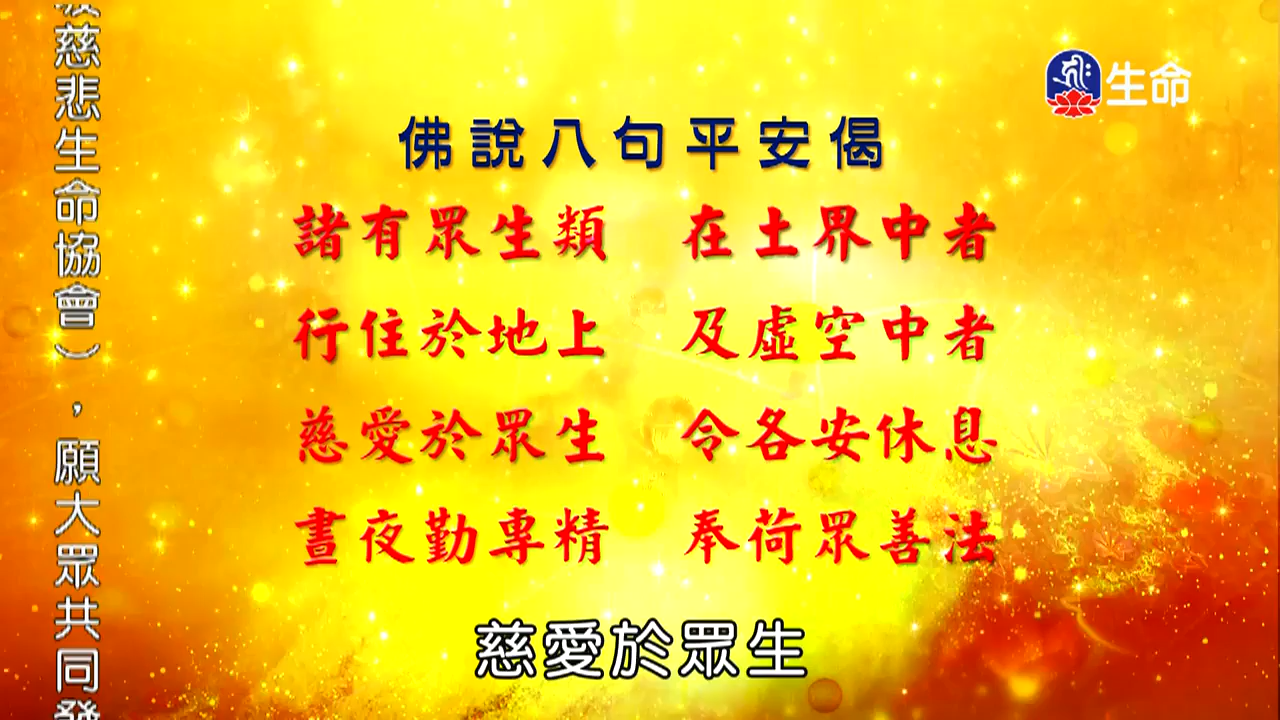 生命
佛說八句平安偈
諸有眾生類 在土界中者
行住於地上 及虛空中者
慈愛於眾生 令各安休息
晝夜勤專精 奉荷眾善法
慈愛於眾生
慈悲生命協會），願大眾共同發